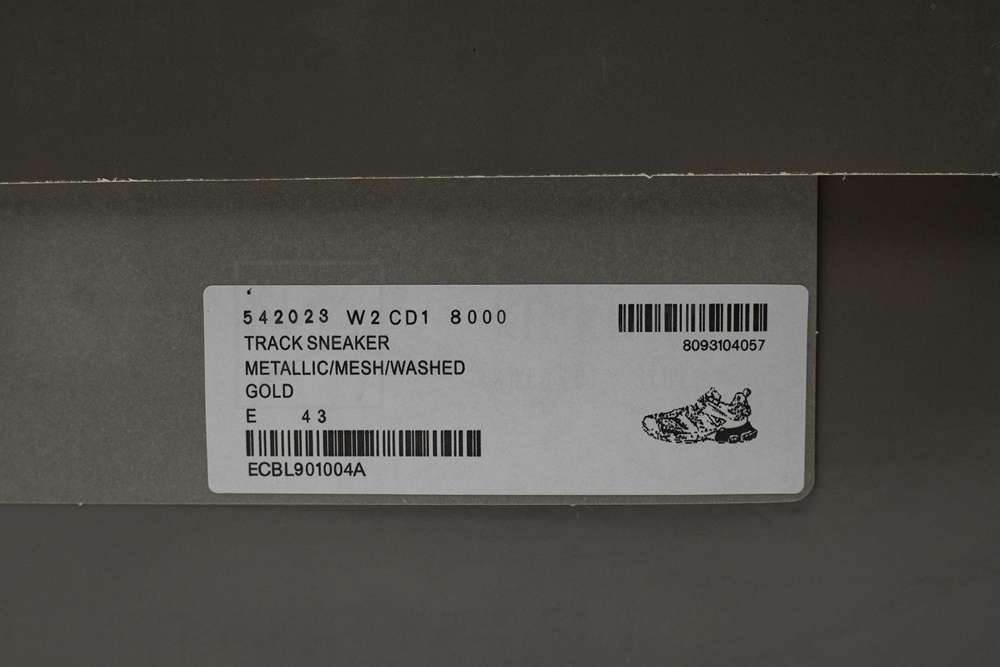 542023 W2CD1 8000
TRACK SNEAKER
METALLIC/MESH/WASHED
GOLD
E 43
ECBL901004A
8093104057